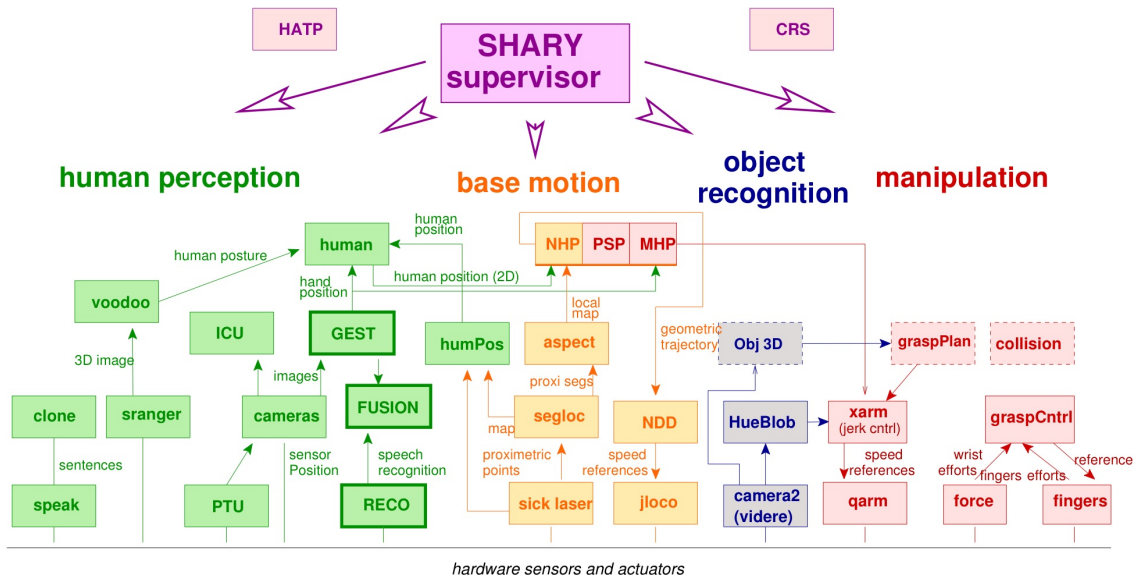 HATP
SHARY
supervisor
CRS
human perception
base motion
object
recognition
manipulation
human
position
human
NHP
PSP
MHP
human posture
hand
position
human position (2D)
voodoo
ICU
GEST
humPos
local
map
aspect
geometric
trajectory
Obj 3D
graspPlan
collision
3D image
images
proxi segs
clone
sranger
cameras
FUSION
map
segloc
NDD
HueBlob
xarm
(jerk cntrl)
graspCntrl
sentences
sensor
Position
speech
recognition
proximetric
points
speed
references
speed
references
wrist
efforts
fingers efforts
reference
speak
PTU
RECO
sick laser
jloco
camera2
(videre)
qarm
force
fingers
hardware sensors and actuators